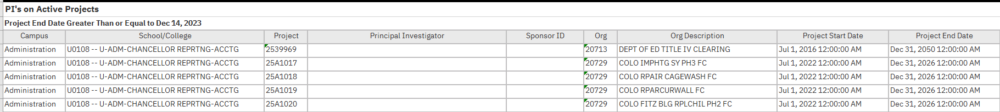 PI's on Active Projects
Project End Date Greater Than or Equal to Dec 14, 2023
Campus School/College Project Principal Investigator Sponsor ID Org Org Description Project Start Date Project End Date
Administration U0108 -- U-ADM-CHANCELLOR REPRTNG-ACCTG 2539969 20713 DEPT OF ED TITLE IV CLEARING Jul 1, 2016 12:00:00 AM Dec 31, 2050 12:00:00 AM
Administration U0108 -- U-ADM-CHANCELLOR REPRTNG-ACCTG 25A1017 20729 COLO IMPHTG SY PH3 FC Jul 1, 2022 12:00:00 AM Dec 31, 2026 12:00:00 AM
Administration U0108 -- U-ADM-CHANCELLOR REPRTNG-ACCTG 25A1018 20729 COLO RPAIR CAGEWASH FC Jul 1, 2022 12:00:00 AM Dec 31, 2026 12:00:00 AM
Administration U0108 -- U-ADM-CHANCELLOR REPRTNG-ACCTG 25A1019 20729 COLO RPARCURWALL FC Jul 1, 2022 12:00:00 AM Dec 31, 2026 12:00:00 AM
Administration U0108 -- U-ADM-CHANCELLOR REPRTNG-ACCTG 25A1020 20729 COLO FITZ BLG RPLCHIL PH2 FC Jul 1, 2022 12:00:00 AM Dec 31, 2026 12:00:00 AM